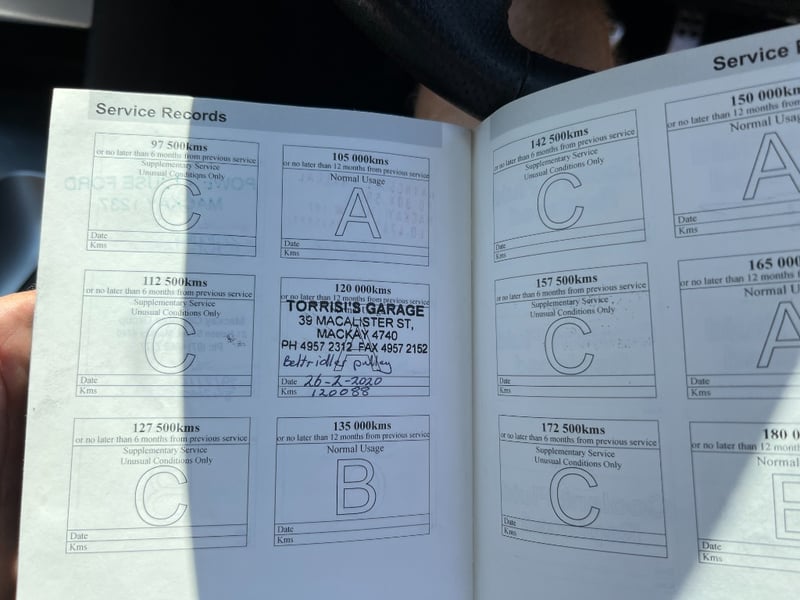 Service Records
97 500kms
or no later than 6 months from previous service
Supplementary Service
Unusual Conditions Only
C
Date
Kms
105 000kms
or no later than 12 months from previous service
Normal Usage
A
Date
Kms
112 500kms
or no later than 6 months from previous service
Supplementary Service
Unusual Conditions Only
C
Date
Kms
120 000kms
or no later than 12 months from previous service
TORRISI'S GARAGE
39 MACALISTER ST,
MACKAY 4740
PH 4957 2312 FAX 4957 2152
Belt + idler pulley
Date 26-2-2020
Kms 120088
127 500kms
or no later than 6 months from previous service
Supplementary Service
Unusual Conditions Only
C
Date
Kms
135 000kms
or no later than 12 months from previous service
Normal Usage
B
Date
Kms
Service
142 500kms
or no later than 6 months from previous service
Supplementary Service
Unusual Conditions Only
C
Date
Kms
150 000km
or no later than 12 months
Normal Usa
A
Date
Kms
157 500kms
or no later than 6 months from previous service
Supplementary Service
Unusual Conditions Only
C
Date
Kms
165 000
or no later than 12
Normal U
A
Date
Kms
172 500kms
or no later than 6 months from previous service
Supplementary Service
Unusual Conditions Only
C
Date
Kms
180 0
or no later than 12
Normal
Date
Kms